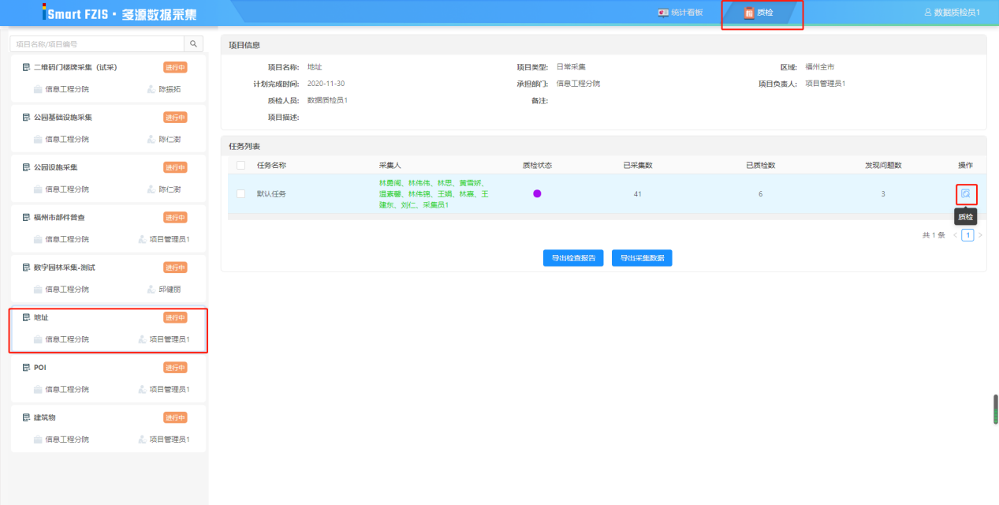 Smart FZIS · 多源数据采集
统计看板
质检
数据质检员1
项目名称/项目编号
二维码门楼牌采集（试采） 进行中
信息工程分院 陈振拓
公园基础设施采集 进行中
信息工程分院 陈仁澍
公园设施采集 进行中
信息工程分院 陈仁澍
福州市部件普查 进行中
信息工程分院 项目管理员1
数字园林采集-测试 进行中
信息工程分院 邱健丽
地址 进行中
信息工程分院 项目管理员1
POI 进行中
信息工程分院 项目管理员1
建筑物 进行中
信息工程分院 项目管理员1
项目信息
项目名称: 地址 项目类型: 日常采集 区域: 福州全市
计划完成时间: 2020-11-30 承担部门: 信息工程分院 项目负责人: 项目管理员1
质检人员: 数据质检员1 备注:
项目描述:
任务列表
任务名称 采集人 质检状态 已采集数 已质检数 发现问题数 操作
林勇闽、林伟伟、林思、黄雪娇、
默认任务 温素馨、林伟锦、王娟、林嘉、王 41 6 3
建东、刘仁、采集员1
质检
共 1 条 < 1 >
导出检查报告 导出采集数据